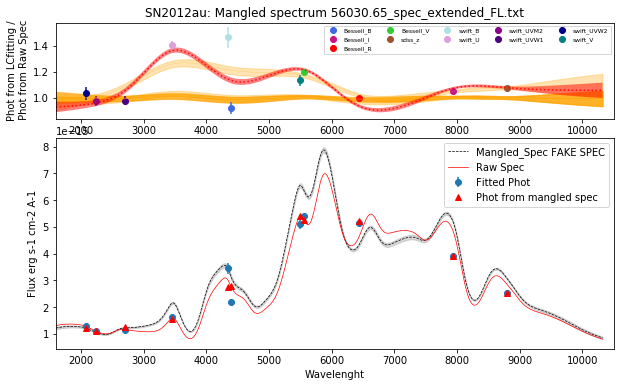 SN2012au: Mangled spectrum 56030.65_spec_extended_FL.txt
Phot from LCfitting /
Phot from Raw Spec
1.4
1.2
1.0
Bessell_B
Bessell_I
Bessell_R
Bessell_V
sdss_z
swift_B
swift_U
swift_UVM2
swift_UVW1
swift_UVW2
swift_V
2000 3000 4000 5000 6000 7000 8000 9000 10000
Flux erg s-1 cm-2 A-1
8
7
6
5
4
3
2
1
Mangled_Spec FAKE SPEC
Raw Spec
Fitted Phot
Phot from mangled spec
2000 3000 4000 5000 6000 7000 8000 9000 10000
Wavelenght